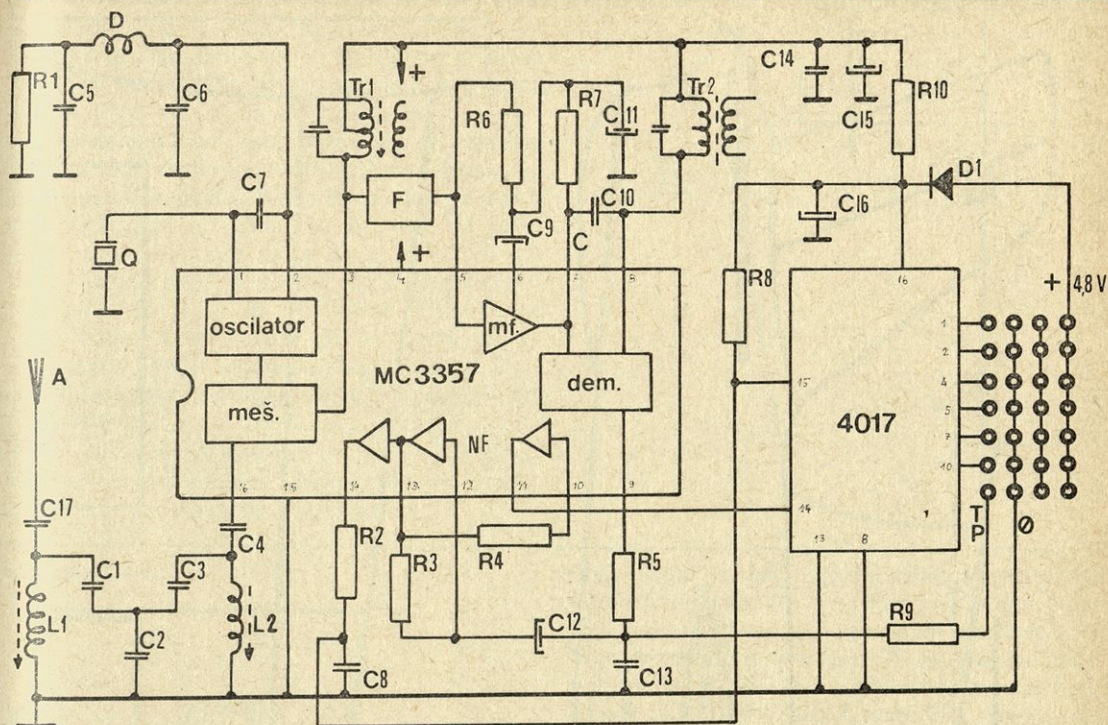 D
R1
C5
C6
C7
Q
Tr1
+
F
+
R6
R7
C11
C9
C10
C
Tr2
C14
C15
R10
D1
C16
R8
+ 4,8 V
1 2 3 4 5 6 7 8
oscilator
meš.
MC3357
mf.
dem.
NF
16 15 14 13 12 11 10 9
A
C17
C1
C3
C4
L1
C2
L2
R2
R3
R4
R5
C8
C12
C13
R9
4017
16
15
14
13
8
1
2
4
5
7
10
TP
0